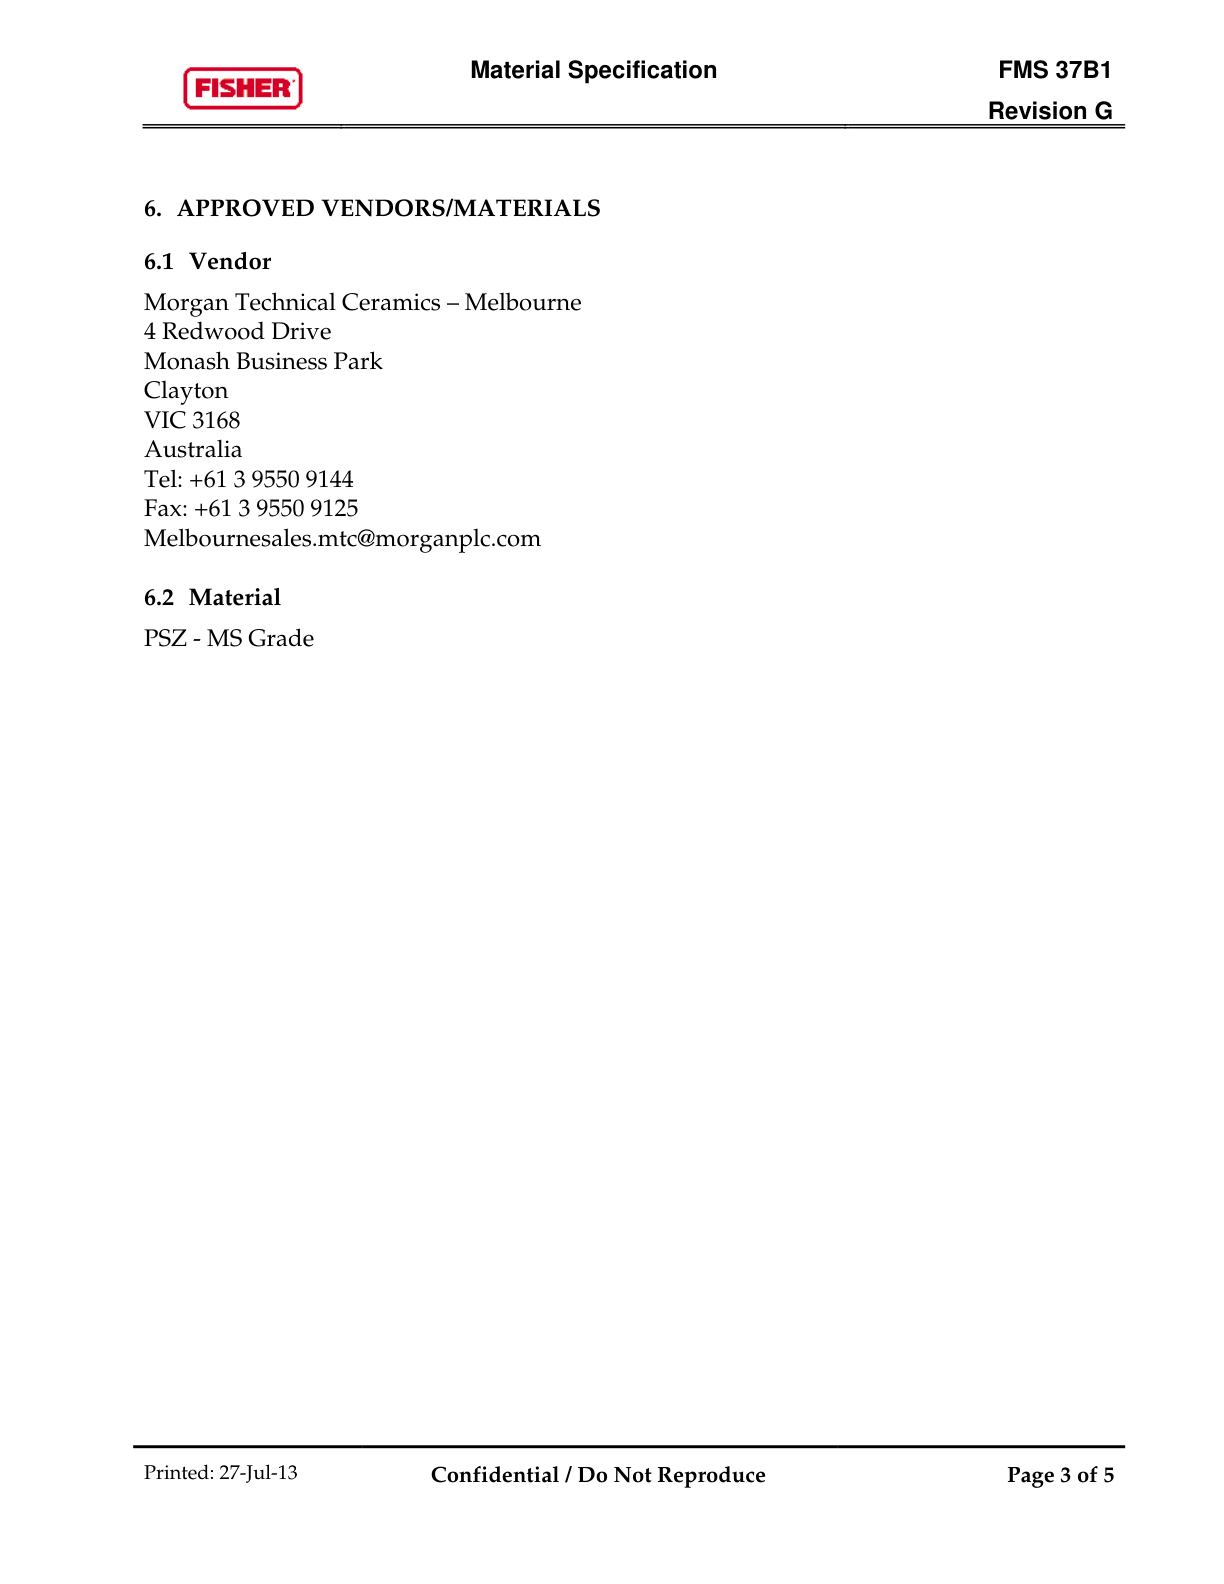 FISHER
Material Specification
FMS 37B1
Revision G
6. APPROVED VENDORS/MATERIALS
6.1 Vendor
Morgan Technical Ceramics – Melbourne
4 Redwood Drive
Monash Business Park
Clayton
VIC 3168
Australia
Tel: +61 3 9550 9144
Fax: +61 3 9550 9125
Melbournesales.mtc@morganplc.com
6.2 Material
PSZ - MS Grade
Printed: 27-Jul-13
Confidential / Do Not Reproduce
Page 3 of 5